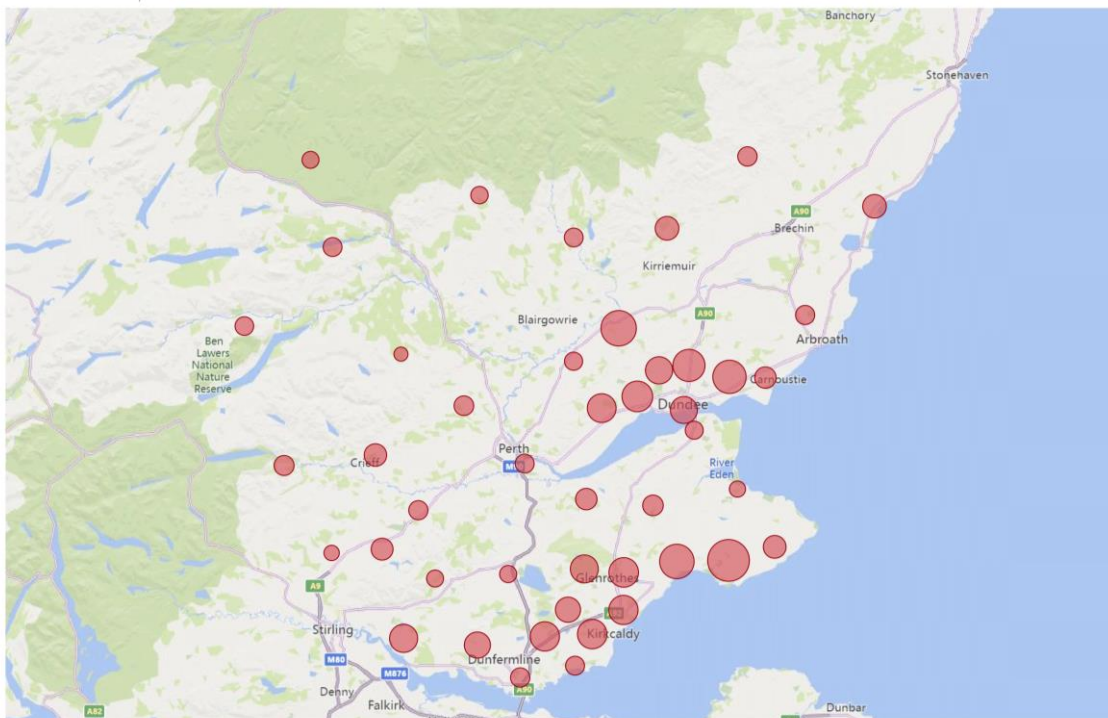 Banchory
Stonehaven
A90
Brechin
Kirriemuir
Blairgowrie
A90
Arbroath
Ben
Lawers
National
Nature
Reserve
Carnoustie
Dundee
Perth
Crieff
River
Eden
Glenrothes
A9
Stirling
Kirkcaldy
M80
Dunfermline
M876
A90
Denny
Falkirk
A82
Dunbar